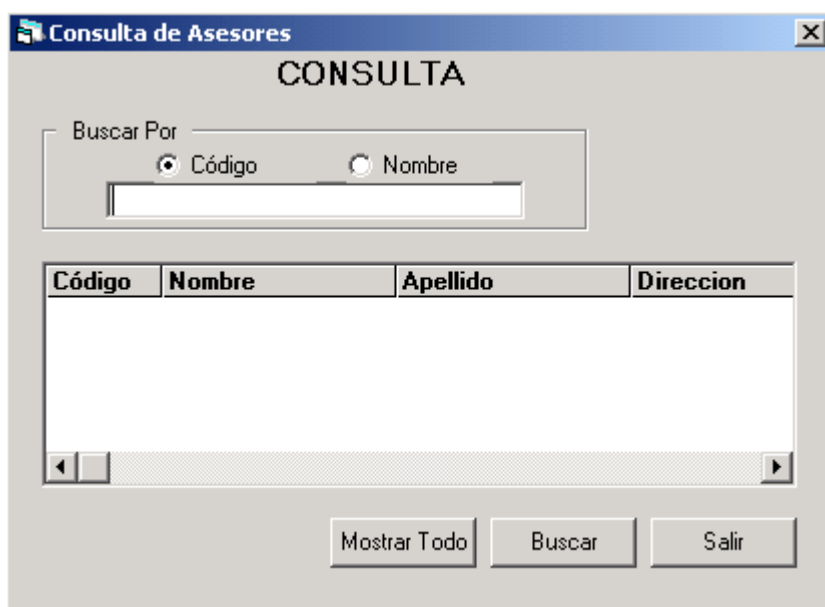 Consulta de Asesores
CONSULTA
Buscar Por
Código Nombre
Código Nombre Apellido Direccion
Mostrar Todo Buscar Salir